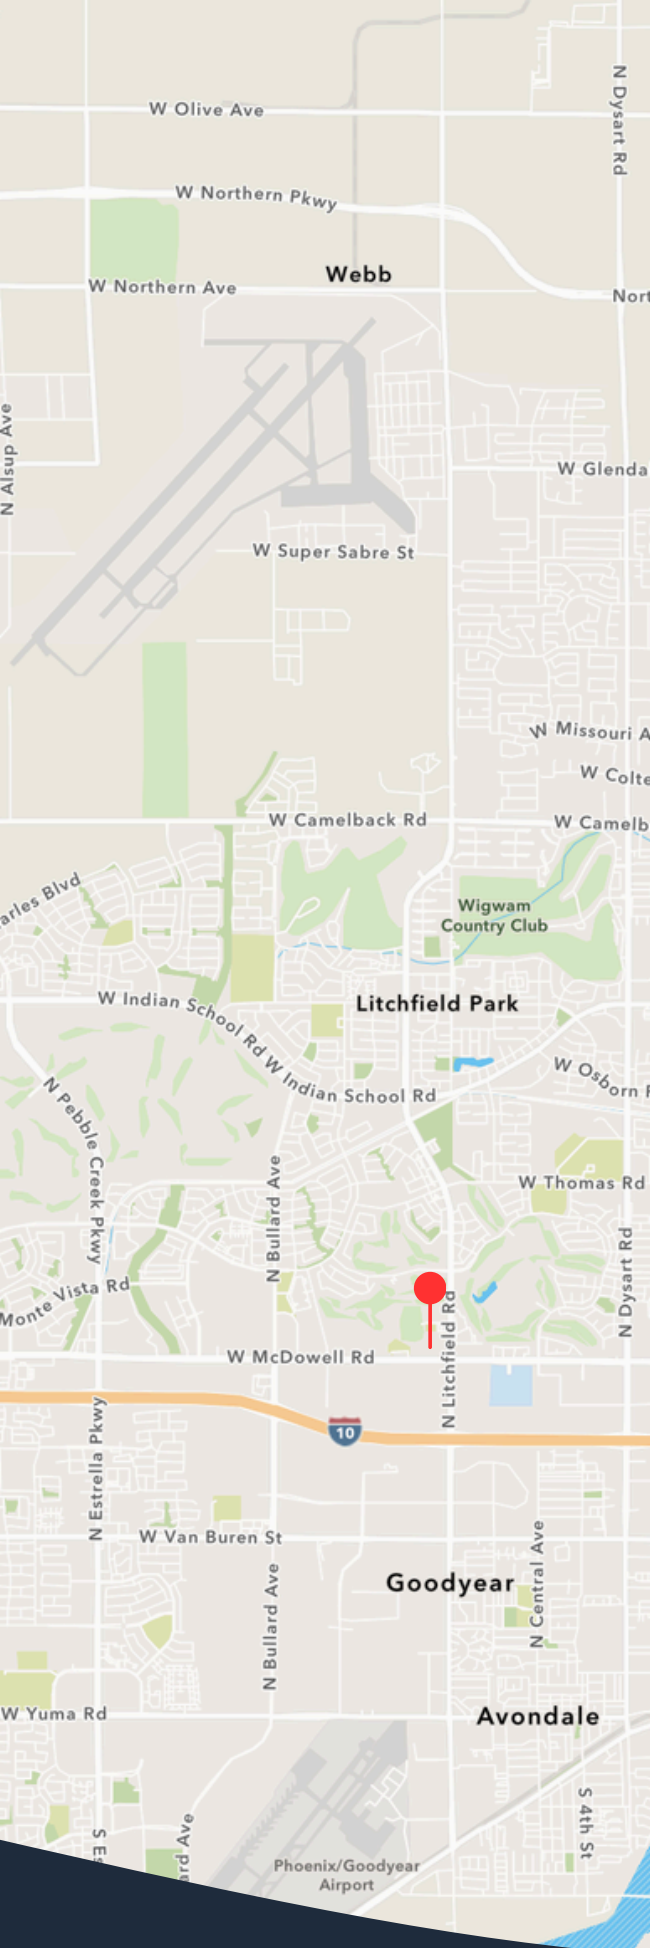 W Olive Ave
N Dysart Rd
W Northern Pkwy
Webb
W Northern Ave
Nort
N Alsup Ave
W Glenda
W Super Sabre St
W Missouri A
W Colte
W Camelback Rd
W Camelb
arles Blvd
Wigwam
Country Club
W Indian School Rd
Litchfield Park
W Indian School Rd
W Osborn R
N Pebble Creek Pkwy
N Bullard Ave
W Thomas Rd
N Dysart Rd
Monte Vista Rd
N Litchfield Rd
W McDowell Rd
10
N Estrella Pkwy
W Van Buren St
N Central Ave
Goodyear
N Bullard Ave
W Yuma Rd
Avondale
S 4th St
S Es
ard Ave
Phoenix/Goodyear
Airport